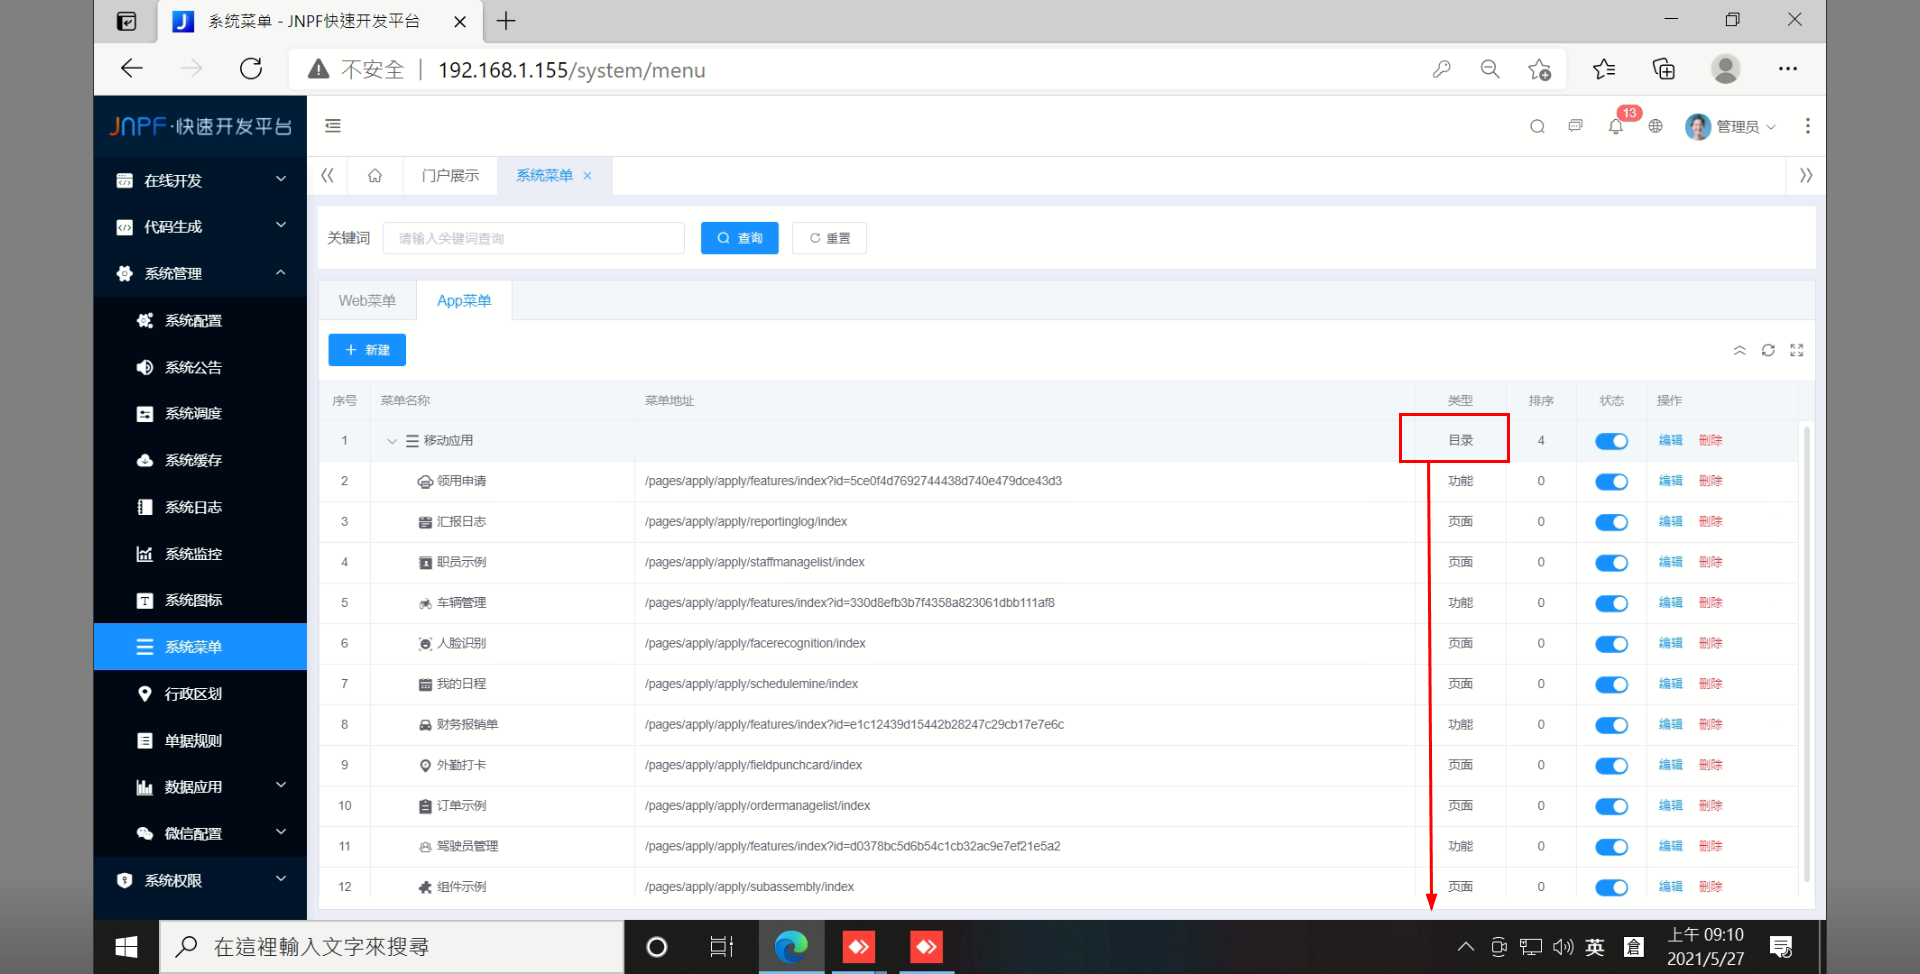 系统菜单 - JNPF快速开发平台
不安全 | 192.168.1.155/system/menu
JNPF·快速开发平台
13
管理员
在线开发
代码生成
系统管理
系统配置
系统公告
系统调度
系统缓存
系统日志
系统监控
系统图标
系统菜单
行政区划
单据规则
数据应用
微信配置
系统权限
门户展示
系统菜单
关键词
请输入关键词查询
查询
重置
Web菜单
App菜单
新建
序号 菜单名称 菜单地址 类型 排序 状态 操作
1 移动应用 目录 4 编辑 删除
2 领用申请 /pages/apply/apply/features/index?id=5ce0f4d7692744438d740e479dce43d3 功能 0 编辑 删除
3 汇报日志 /pages/apply/apply/reportinglog/index 页面 0 编辑 删除
4 职员示例 /pages/apply/apply/staffmanagelist/index 页面 0 编辑 删除
5 车辆管理 /pages/apply/apply/features/index?id=330d8efb3b7f4358a823061dbb111af8 功能 0 编辑 删除
6 人脸识别 /pages/apply/apply/facerecognition/index 页面 0 编辑 删除
7 我的日程 /pages/apply/apply/schedulemine/index 页面 0 编辑 删除
8 财务报销单 /pages/apply/apply/features/index?id=e1c12439d15442b28247c29cb17e7e6c 功能 0 编辑 删除
9 外勤打卡 /pages/apply/apply/fieldpunchcard/index 页面 0 编辑 删除
10 订单示例 /pages/apply/apply/ordermanagelist/index 页面 0 编辑 删除
11 驾驶员管理 /pages/apply/apply/features/index?id=d0378bc5d6b54c1cb32ac9e7ef21e5a2 功能 0 编辑 删除
12 组件示例 /pages/apply/apply/subassembly/index 页面 0 编辑 删除
在這裡輸入文字來搜尋
英
倉
上午 09:10
2021/5/27